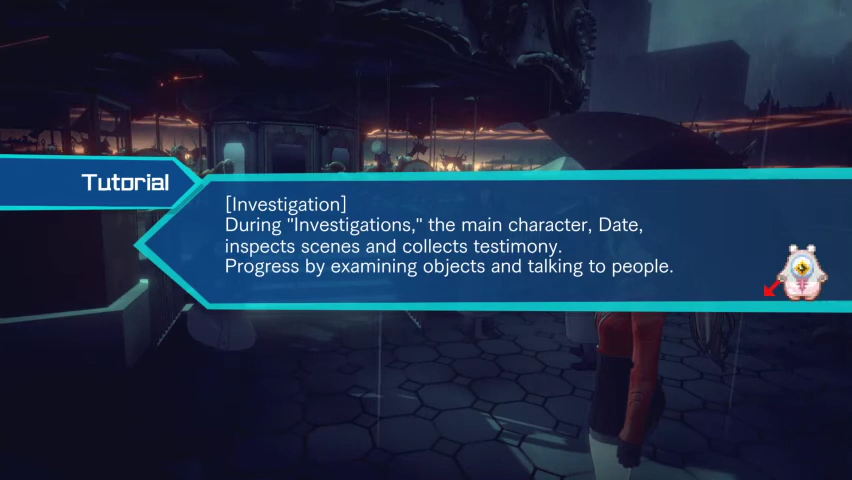 Tutorial
[Investigation]
During "Investigations," the main character, Date,
inspects scenes and collects testimony.
Progress by examining objects and talking to people.